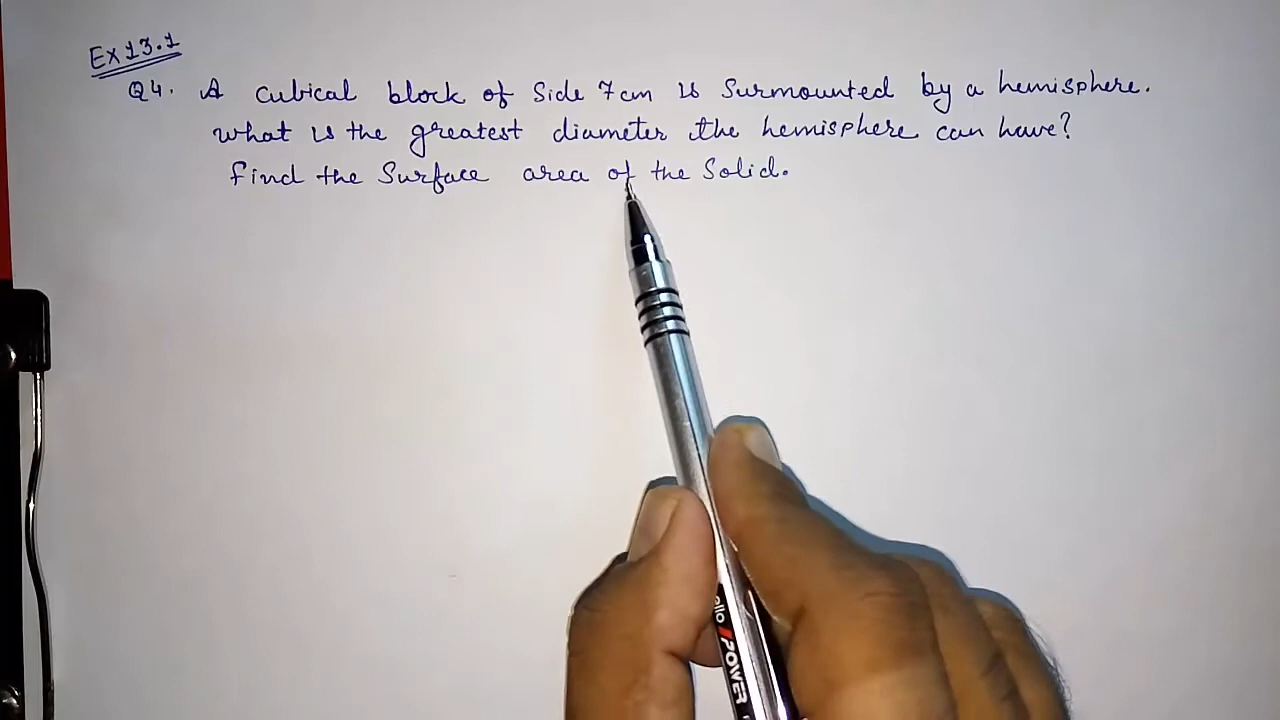 Ex 13.1
Q4. A cubical block of Side 7cm is Surmounted by a hemisphere.
what is the greatest diameter the hemisphere can have?
find the Surface area of the Solid.
POWER